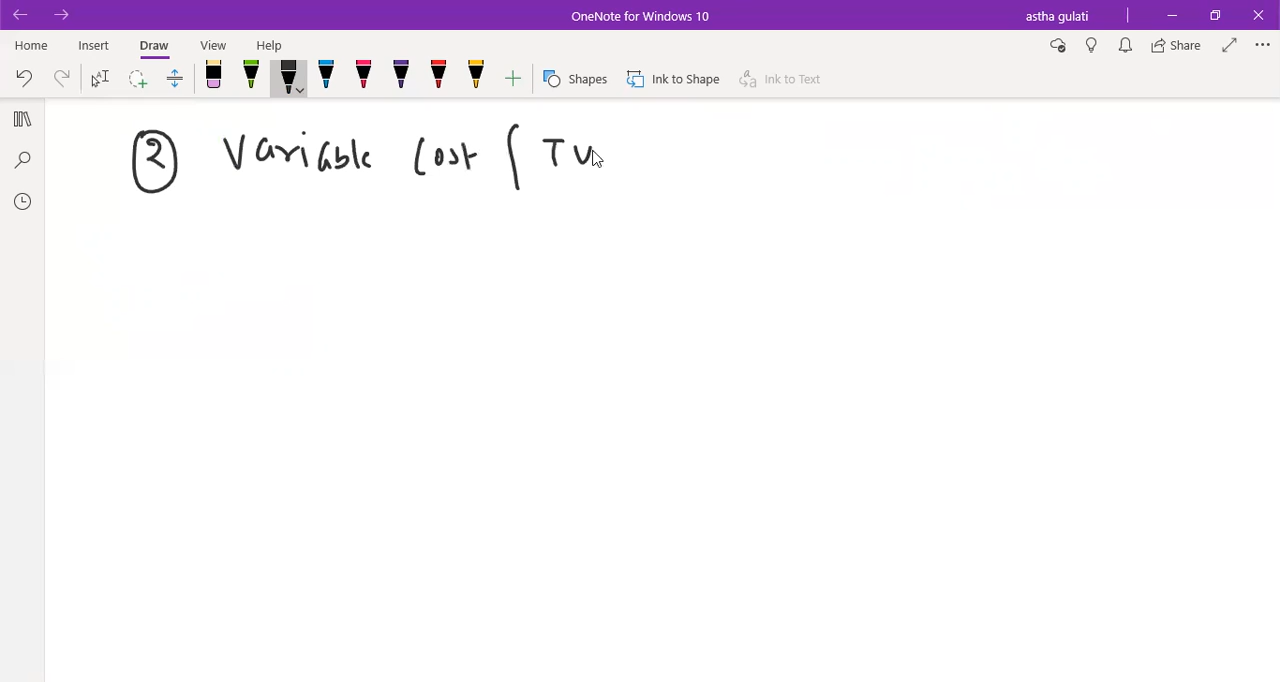 OneNote for Windows 10
astha gulati
Home Insert Draw View Help
Share
Shapes Ink to Shape Ink to Text
② Variable Cost ( TV